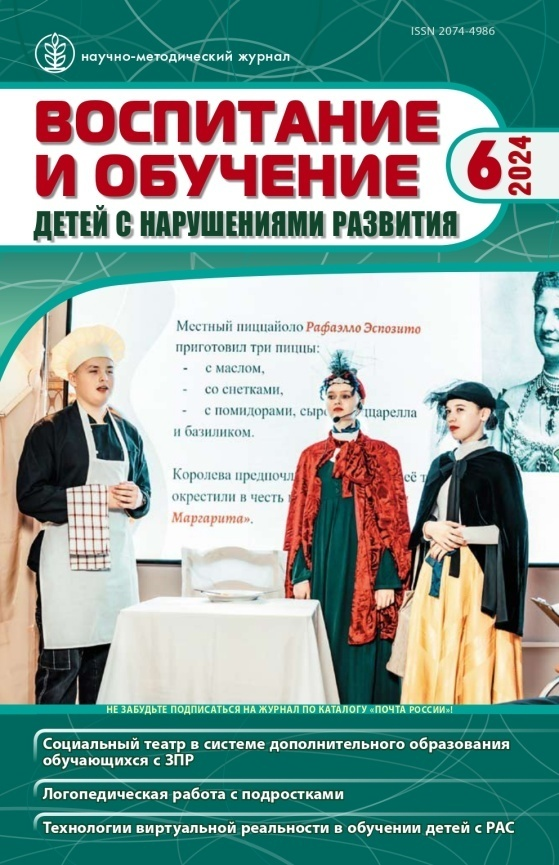 ISSN 2074-4986
научно-методический журнал
ВОСПИТАНИЕ
И ОБУЧЕНИЕ
ДЕТЕЙ С НАРУШЕНИЯМИ РАЗВИТИЯ
6 2024
Местный пиццайоло Рафаэлло Эспозито
приготовил три пиццы:
- с маслом,
- со снетками,
- с помидорами,
и базиликом.
Королева
окрестили в честь
Маргарита».
НЕ ЗАБУДЬТЕ ПОДПИСАТЬСЯ НА ЖУРНАЛ ПО КАТАЛОГУ «ПОЧТА РОССИИ»!
Социальный театр в системе дополнительного образования
обучающихся с ЗПР
Логопедическая работа с подростками
Технологии виртуальной реальности в обучении детей с РАС